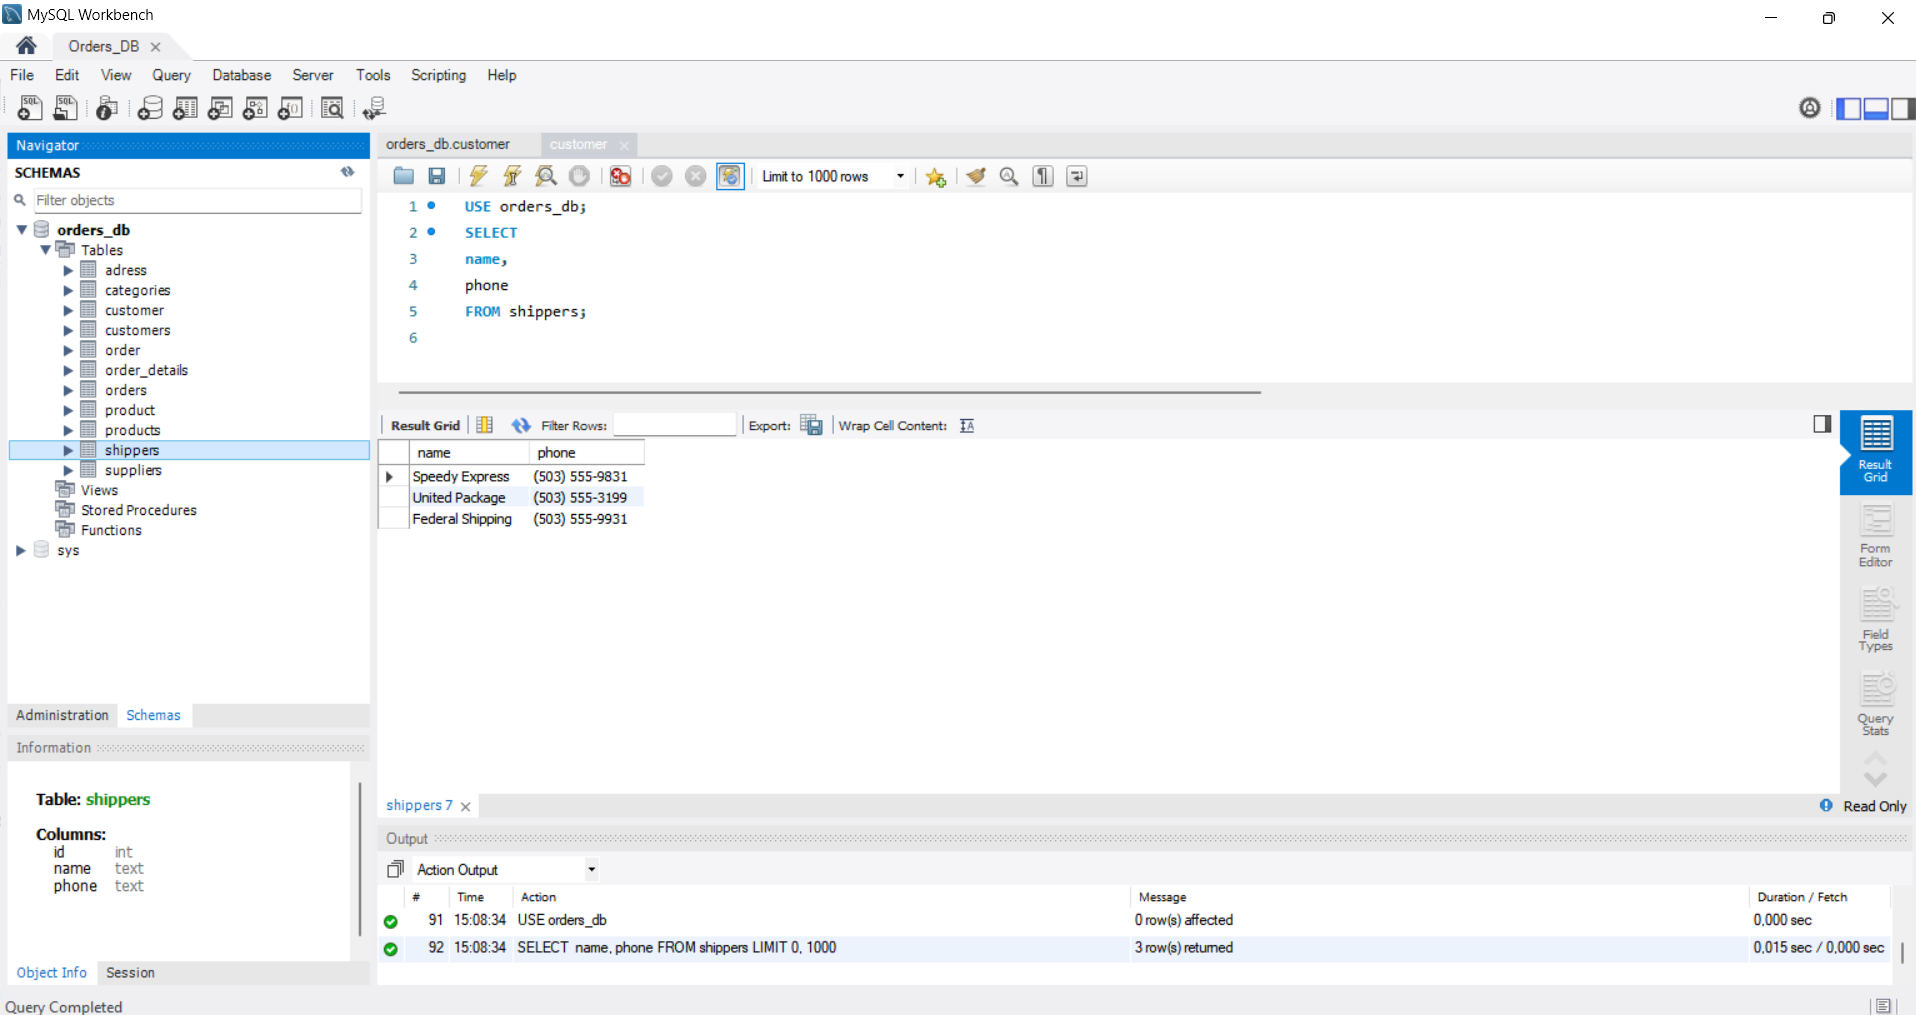 MySQL Workbench
Orders_DB
File Edit View Query Database Server Tools Scripting Help
Navigator
SCHEMAS
Filter objects
orders_db
Tables
adress
categories
customer
customers
order
order_details
orders
product
products
shippers
suppliers
Views
Stored Procedures
Functions
sys
Administration Schemas
Information
Table: shippers
Columns:
id int
name text
phone text
Object Info Session
orders_db.customer customer
Limit to 1000 rows
1 USE orders_db;
2 SELECT
3 name,
4 phone
5 FROM shippers;
6
Result Grid Filter Rows: Export: Wrap Cell Content:
name phone
Speedy Express (503) 555-9831
United Package (503) 555-3199
Federal Shipping (503) 555-9931
Result
Grid
Form
Editor
Field
Types
Query
Stats
shippers 7 Read Only
Output
Action Output
# Time Action Message Duration / Fetch
91 15:08:34 USE orders_db 0 row(s) affected 0,000 sec
92 15:08:34 SELECT name, phone FROM shippers LIMIT 0, 1000 3 row(s) returned 0,015 sec / 0,000 sec
Query Completed